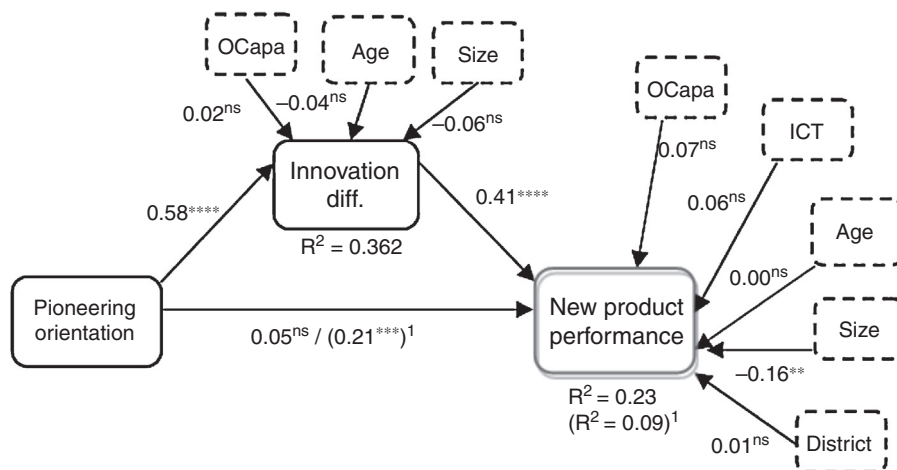 OCapa
Age
Size
0.02ns
–0.04ns
–0.06ns
Innovation
diff.
R2 = 0.362
0.58****
0.41****
Pioneering
orientation
0.05ns / (0.21***)1
OCapa
0.07ns
ICT
0.06ns
Age
0.00ns
New product
performance
Size
–0.16**
R2 = 0.23
(R2 = 0.09)1
0.01ns
District